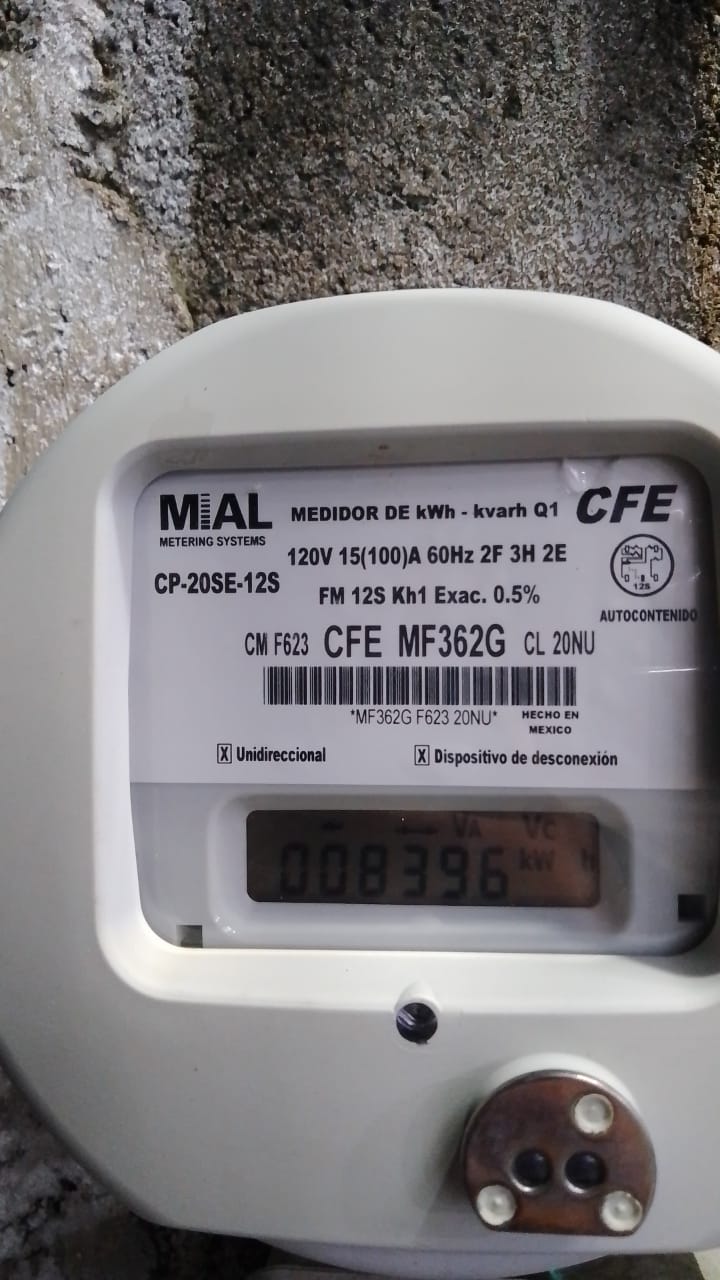 MIAL
METERING SYSTEMS
MEDIDOR DE kWh - kvarh Q1
CFE
120V 15(100)A 60Hz 2F 3H 2E
CP-20SE-12S
FM 12S Kh1 Exac. 0.5%
12S
AUTOCONTENIDO
CM F623 CFE MF362G CL 20NU
*MF362G F623 20NU*
HECHO EN
MEXICO
X Unidireccional
X Dispositivo de desconexión
VA VC
008396 kW h